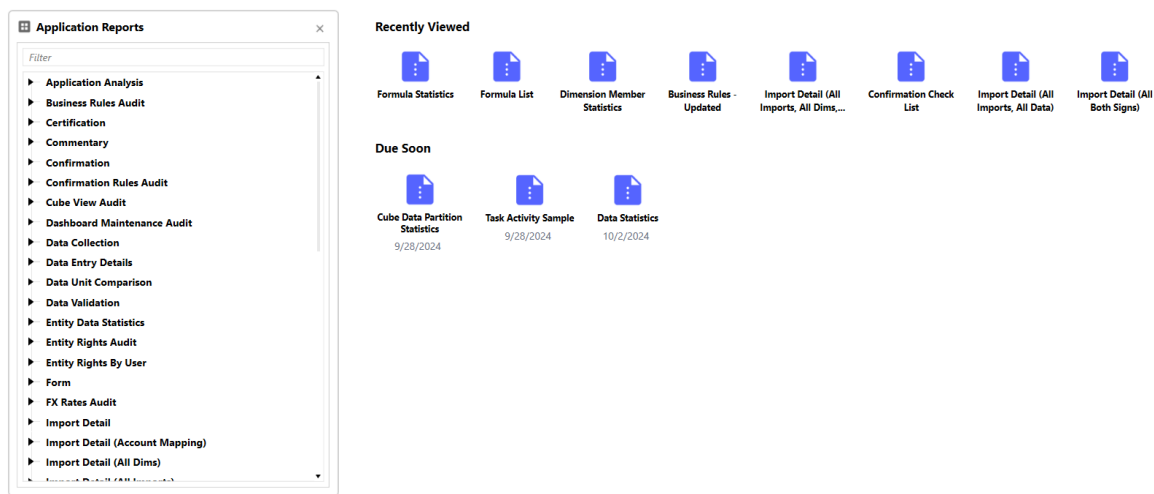 Application Reports
Filter
Application Analysis
Business Rules Audit
Certification
Commentary
Confirmation
Confirmation Rules Audit
Cube View Audit
Dashboard Maintenance Audit
Data Collection
Data Entry Details
Data Unit Comparison
Data Validation
Entity Data Statistics
Entity Rights Audit
Entity Rights By User
Form
FX Rates Audit
Import Detail
Import Detail (Account Mapping)
Import Detail (All Dims)
Import Detail (All Imports)
Recently Viewed
Formula Statistics
Formula List
Dimension Member
Statistics
Business Rules -
Updated
Import Detail (All
Imports, All Dims,...
Confirmation Check
List
Import Detail (All
Imports, All Data)
Import Detail (All
Both Signs)
Due Soon
Cube Data Partition
Statistics
9/28/2024
Task Activity Sample
9/28/2024
Data Statistics
10/2/2024